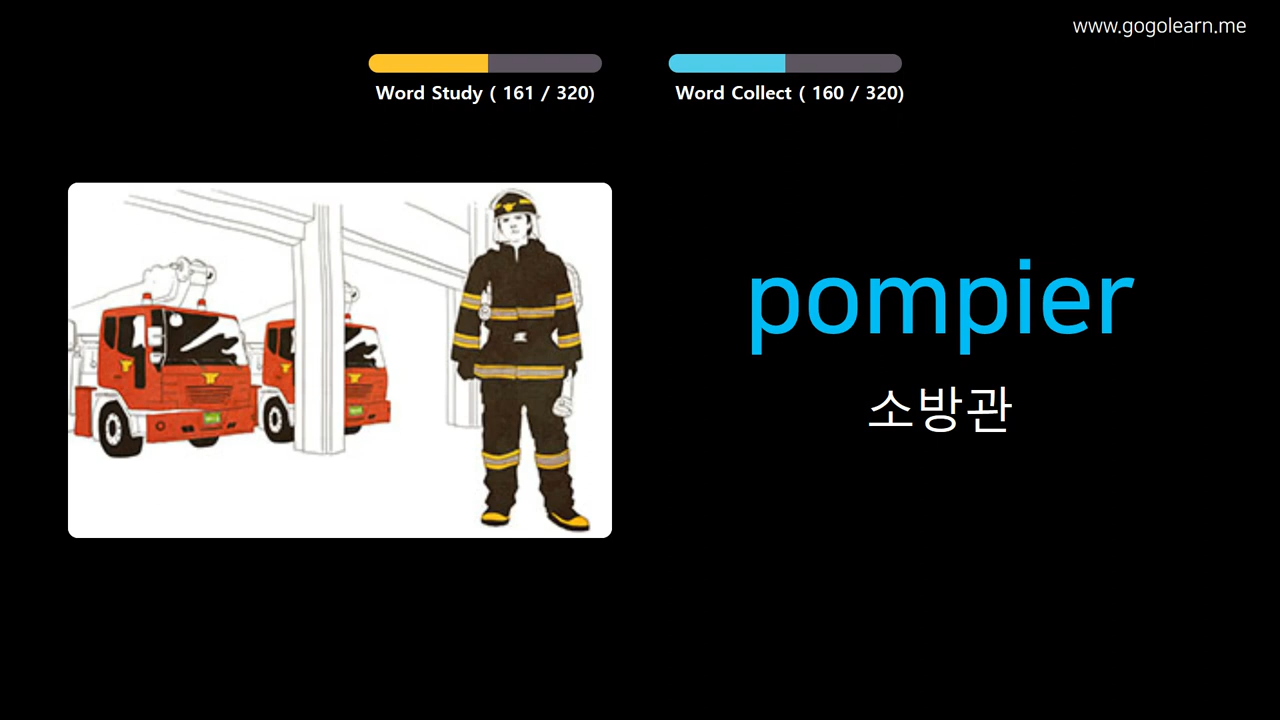 www.gogolearn.me
Word Study ( 161 / 320)
Word Collect ( 160 / 320)
pompier
소방관